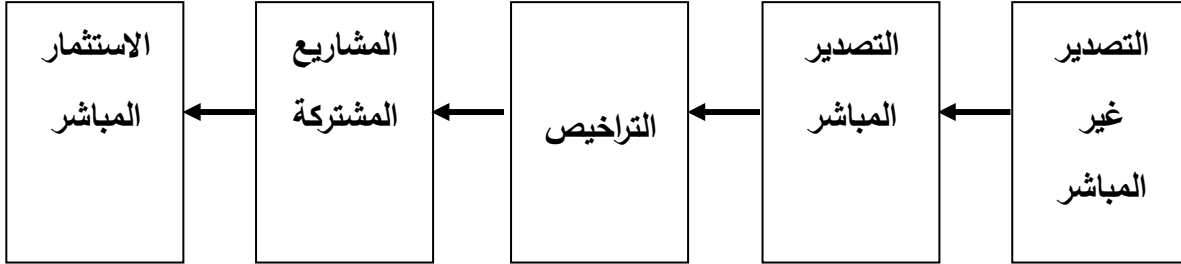 التصدير
غير
المباشر
التصدير
المباشر
التراخيص
المشاريع
المشتركة
الاستثمار
المباشر